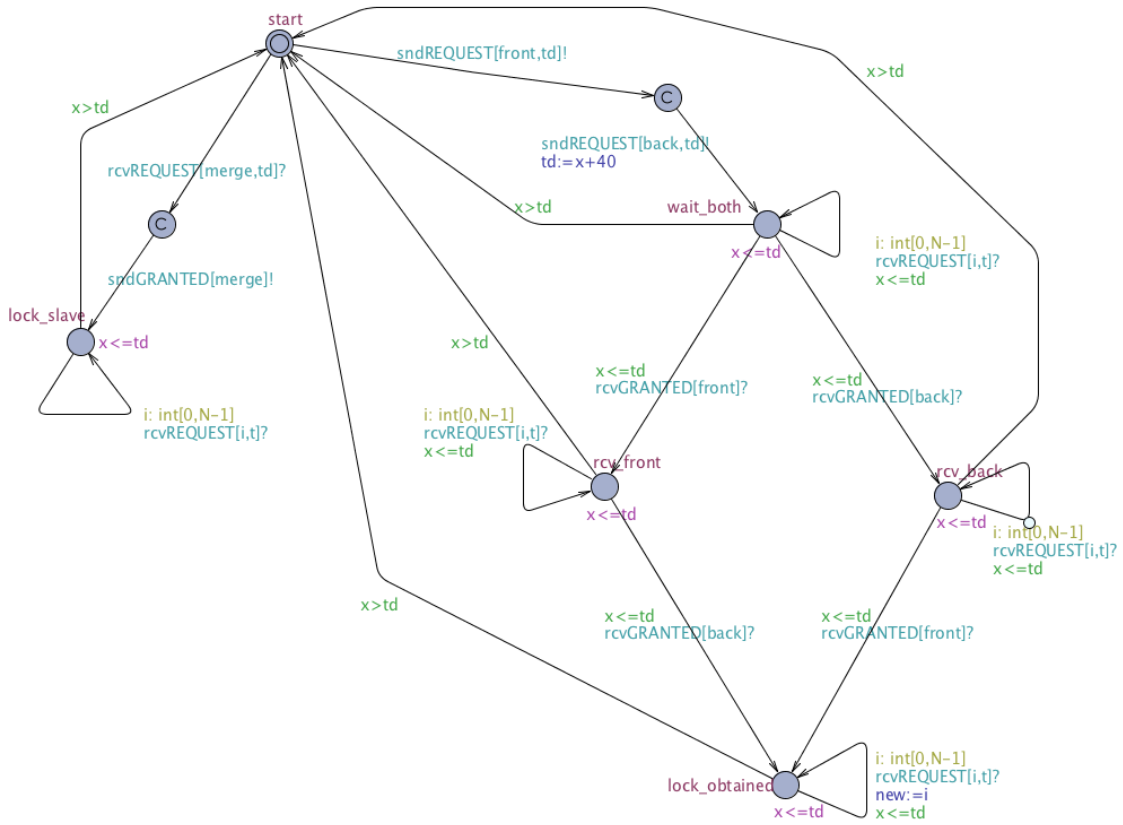 start
sndREQUEST[front,td]!
x>td
C
x>td
sndREQUEST[back,td]!
td:=x+40
rcvREQUEST[merge,td]?
wait_both
x>td
C
x<=td
i: int[0,N-1]
rcvREQUEST[i,t]?
x<=td
sndGRANTED[merge]!
lock_slave
x<=td
x>td
x<=td
rcvGRANTED[front]?
x<=td
rcvGRANTED[back]?
i: int[0,N-1]
rcvREQUEST[i,t]?
i: int[0,N-1]
rcvREQUEST[i,t]?
x<=td
rcv_front
x<=td
rcv_back
x<=td
i: int[0,N-1]
rcvREQUEST[i,t]?
x<=td
x>td
x<=td
rcvGRANTED[back]?
x<=td
rcvGRANTED[front]?
lock_obtained
x<=td
i: int[0,N-1]
rcvREQUEST[i,t]?
new:=i
x<=td